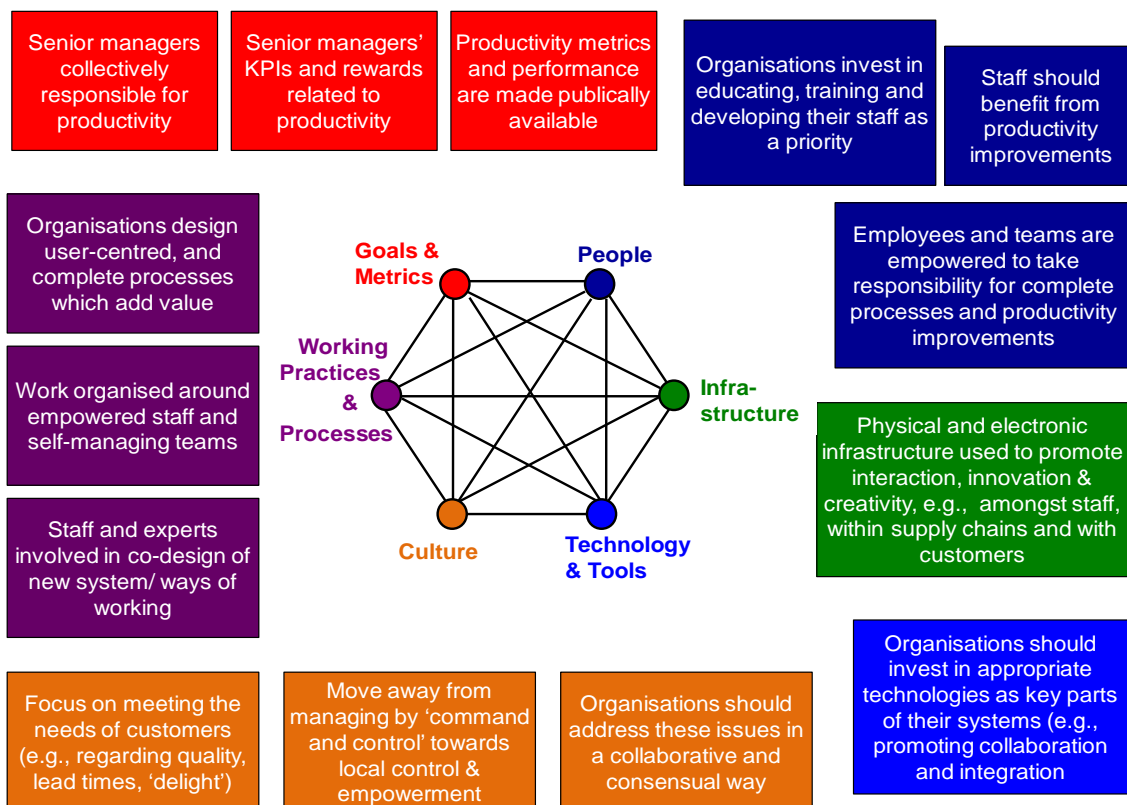 Senior managers
collectively
responsible for
productivity
Senior managers’
KPIs and rewards
related to
productivity
Productivity metrics
and performance
are made publically
available
Organisations invest in
educating, training and
developing their staff as
a priority
Staff should
benefit from
productivity
improvements
Organisations design
user-centred, and
complete processes
which add value
Goals &
Metrics
People
Employees and teams are
empowered to take
responsibility for complete
processes and productivity
improvements
Work organised around
empowered staff and
self-managing teams
Working
Practices
&
Processes
Infra-
structure
Physical and electronic
infrastructure used to promote
interaction, innovation &
creativity, e.g., amongst staff,
within supply chains and with
customers
Staff and experts
involved in co-design of
new system/ ways of
working
Culture
Technology
& Tools
Focus on meeting the
needs of customers
(e.g., regarding quality,
lead times, ‘delight’)
Move away from
managing by ‘command
and control’ towards
local control &
empowerment
Organisations should
address these issues in
a collaborative and
consensual way
Organisations should
invest in appropriate
technologies as key parts
of their systems (e.g.,
promoting collaboration
and integration